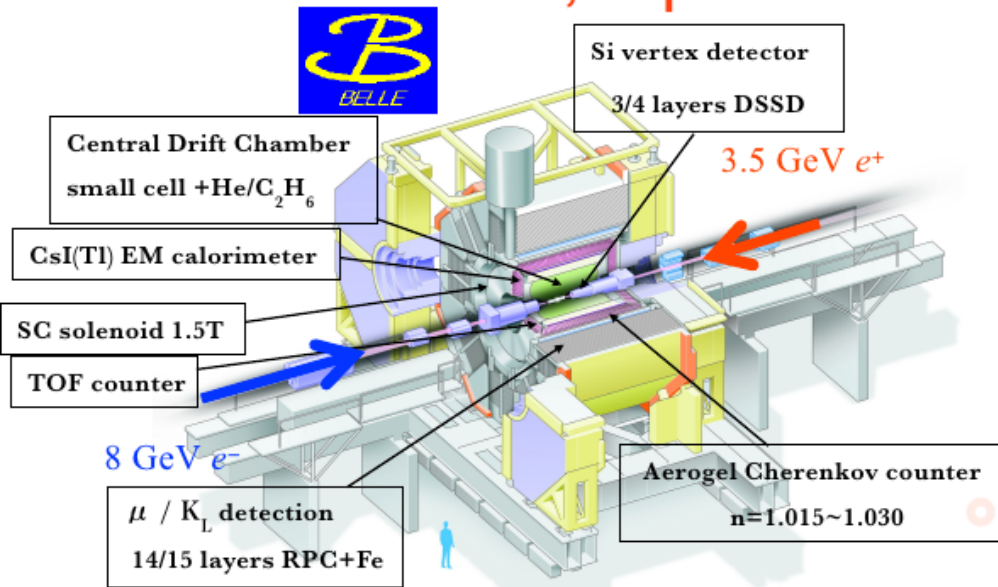 BELLE
Si vertex detector
3/4 layers DSSD
Central Drift Chamber
small cell +He/C₂H₆
3.5 GeV e⁺
CsI(Tl) EM calorimeter
SC solenoid 1.5T
TOF counter
8 GeV e⁻
Aerogel Cherenkov counter
n=1.015~1.030
μ / K_L detection
14/15 layers RPC+Fe